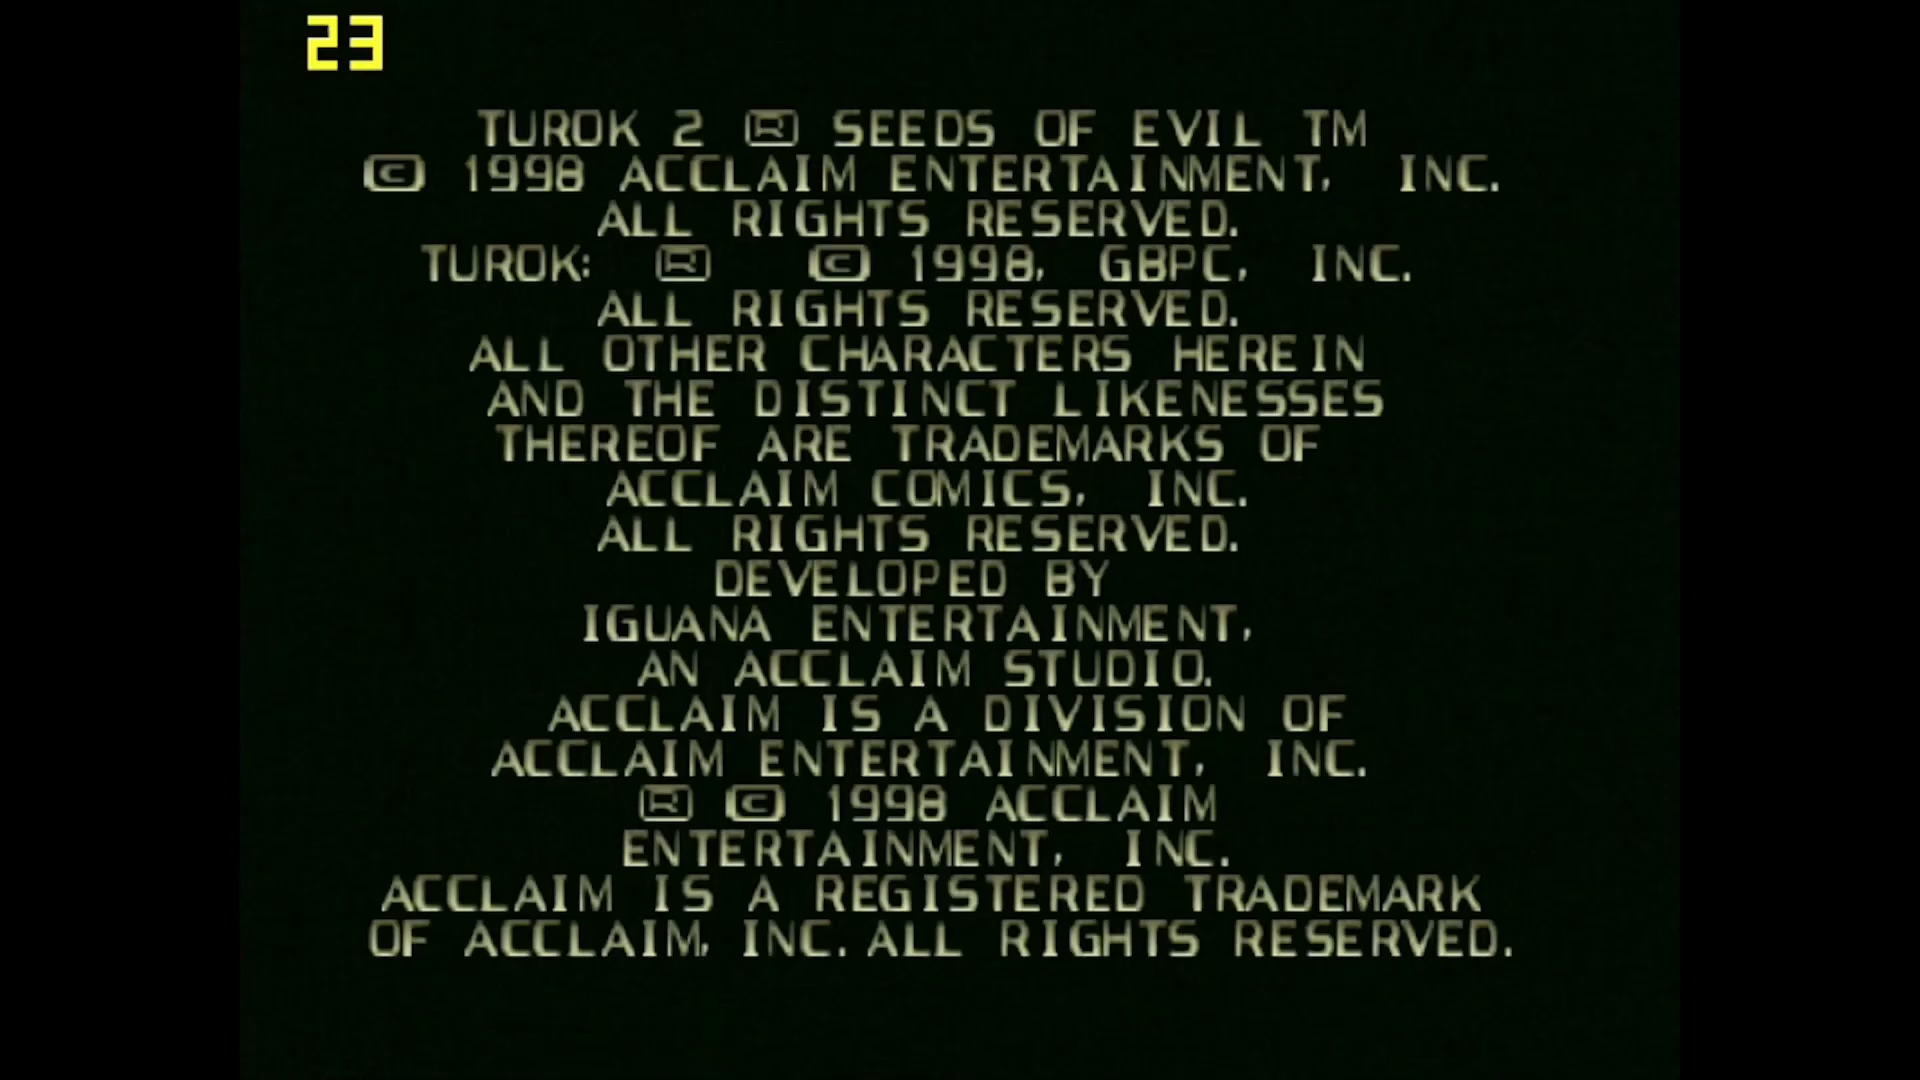 23
TUROK 2 ® SEEDS OF EVIL TM
© 1998 ACCLAIM ENTERTAINMENT, INC.
ALL RIGHTS RESERVED.
TUROK: ® © 1998, GBPC, INC.
ALL RIGHTS RESERVED.
ALL OTHER CHARACTERS HEREIN
AND THE DISTINCT LIKENESSES
THEREOF ARE TRADEMARKS OF
ACCLAIM COMICS, INC.
ALL RIGHTS RESERVED.
DEVELOPED BY
IGUANA ENTERTAINMENT,
AN ACCLAIM STUDIO.
ACCLAIM IS A DIVISION OF
ACCLAIM ENTERTAINMENT, INC.
® © 1998 ACCLAIM
ENTERTAINMENT, INC.
ACCLAIM IS A REGISTERED TRADEMARK
OF ACCLAIM, INC. ALL RIGHTS RESERVED.